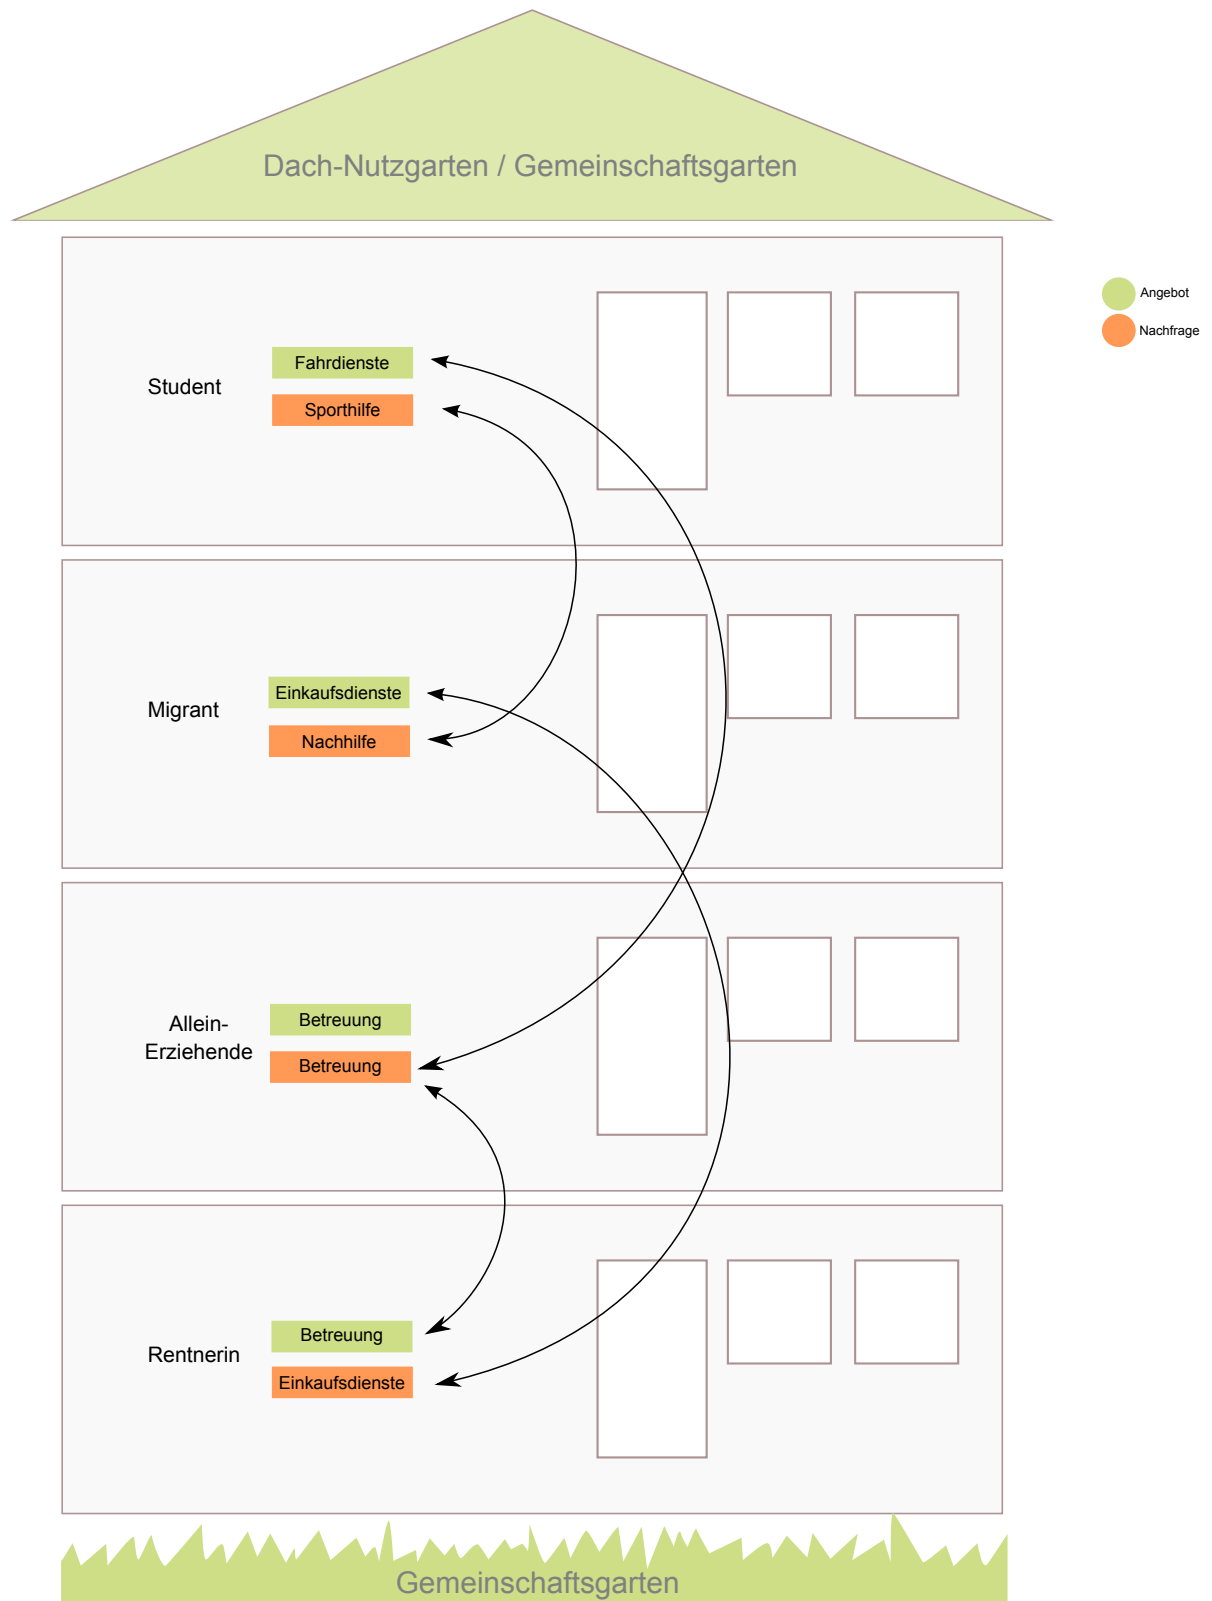 Dach-Nutzgarten / Gemeinschaftsgarten
Angebot
Nachfrage
Student
Fahrdienste
Sporthilfe
Migrant
Einkaufsdienste
Nachhilfe
Allein-
Erziehende
Betreuung
Betreuung
Rentnerin
Betreuung
Einkaufsdienste
Gemeinschaftsgarten